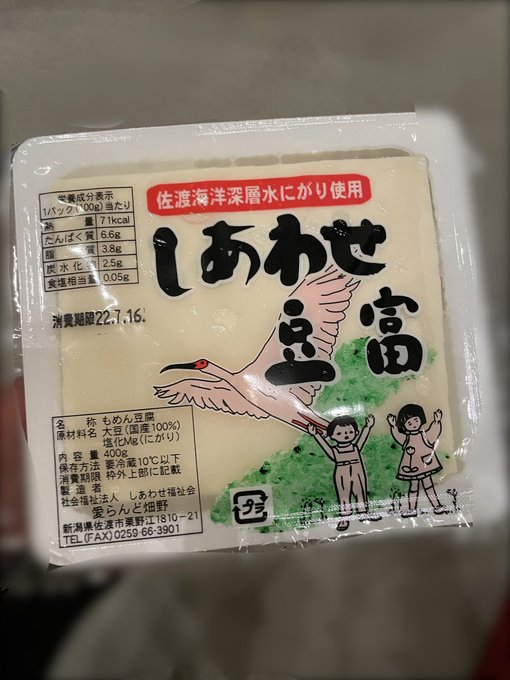 佐渡海洋深層水にがり使用
しあわせ
豆富
栄養成分表示
1パック(100g)当たり
熱量 71kcal
たんぱく質 6.6g
脂質 3.8g
炭水化 2.5g
食塩相当量 0.05g
消費期限22.7.16.
名称 もめん豆腐
原材料名 大豆(国産100%)
塩化Mg(にがり)
内容量 400g
保存方法 要冷蔵10℃以下
消費期限 枠外上部に記載
製造者
社会福祉法人 しあわせ福祉会
愛らんど畑野
新潟県佐渡市栗野江1810-21
TEL(FAX)0259-66-3901
プラ